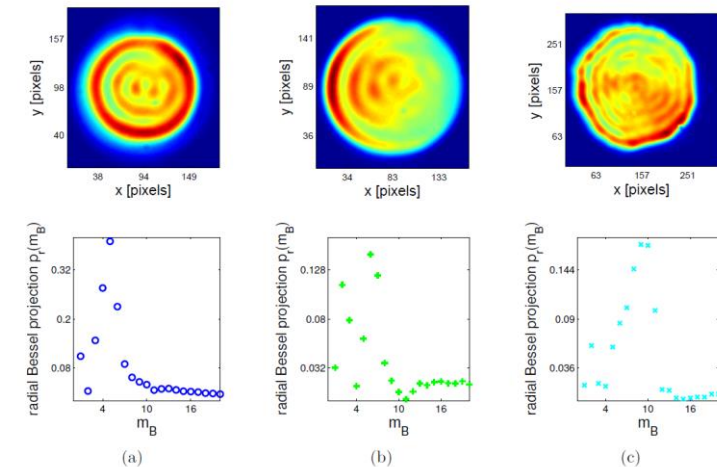 157
98
40
y [pixels]
38 94 149
x [pixels]
141
89
36
y [pixels]
34 83 133
x [pixels]
251
157
63
y [pixels]
63 157 251
x [pixels]
0.32
0.2
0.08
radial Bessel projection p_r(m_B)
4 10 16
m_B
(a)
0.128
0.08
0.032
radial Bessel projection p_r(m_B)
4 10 16
m_B
(b)
0.144
0.09
0.036
radial Bessel projection p_r(m_B)
4 10 16
m_B
(c)